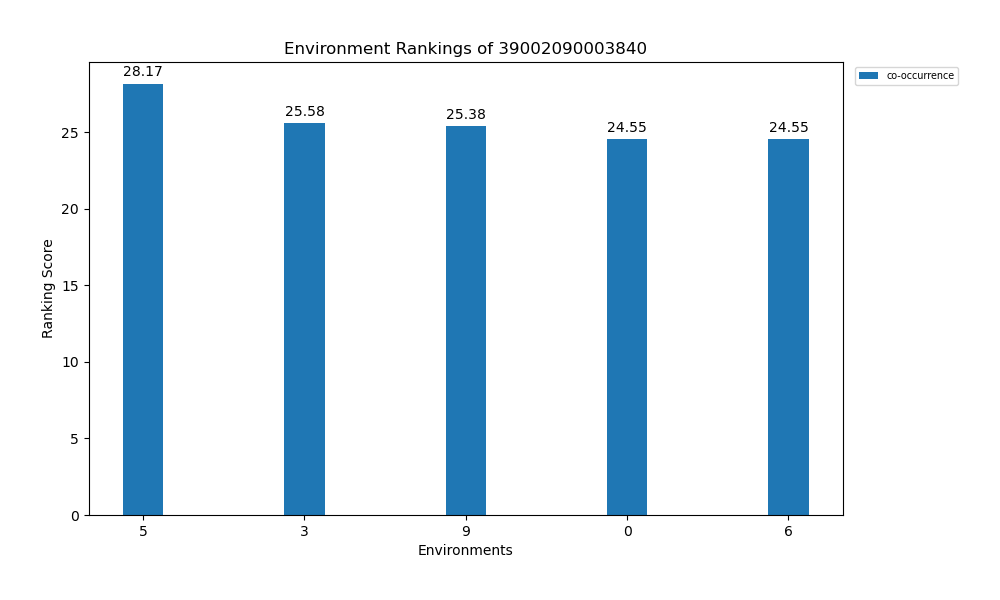 Environment Rankings of 39002090003840
co-occurrence
28.17
25.58
25.38
24.55
24.55
Ranking Score
25
20
15
10
5
0
5 3 9 0 6
Environments